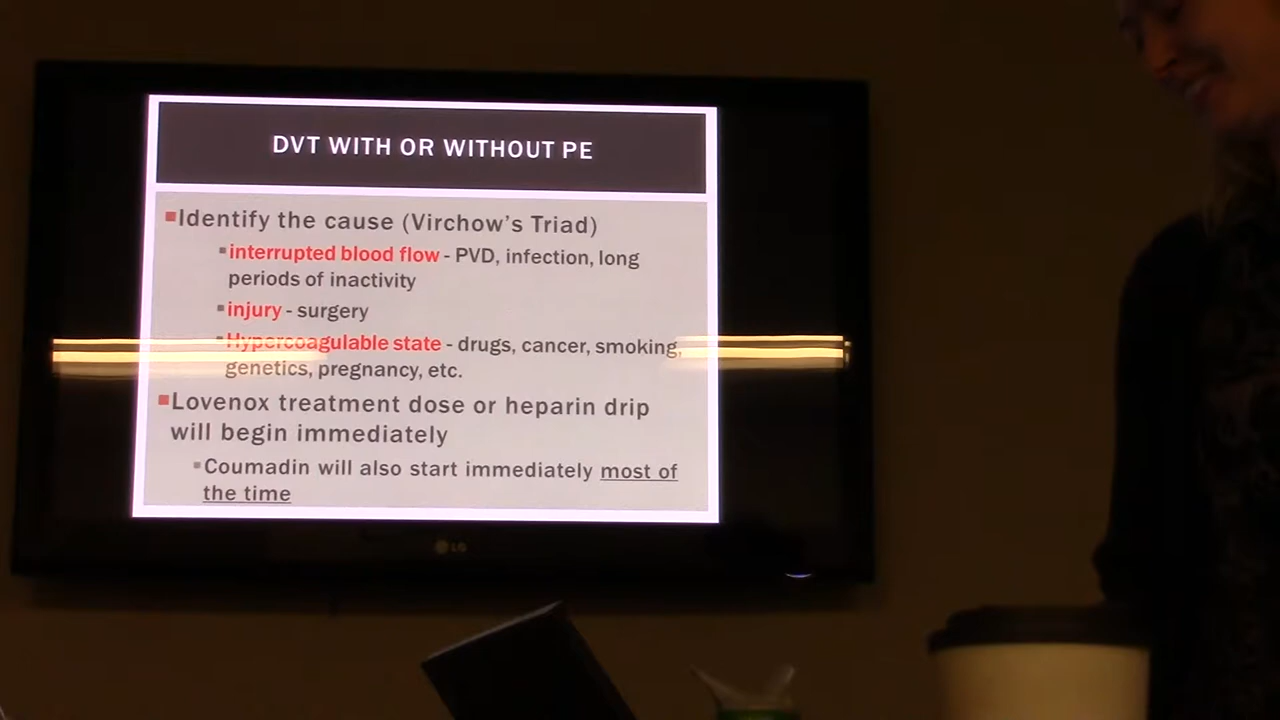 DVT WITH OR WITHOUT PE
▪Identify the cause (Virchow's Triad)
▪interrupted blood flow - PVD, infection, long
periods of inactivity
▪injury - surgery
▪Hypercoagulable state - drugs, cancer, smoking,
genetics, pregnancy, etc.
▪Lovenox treatment dose or heparin drip
will begin immediately
▪Coumadin will also start immediately most of
the time
LG